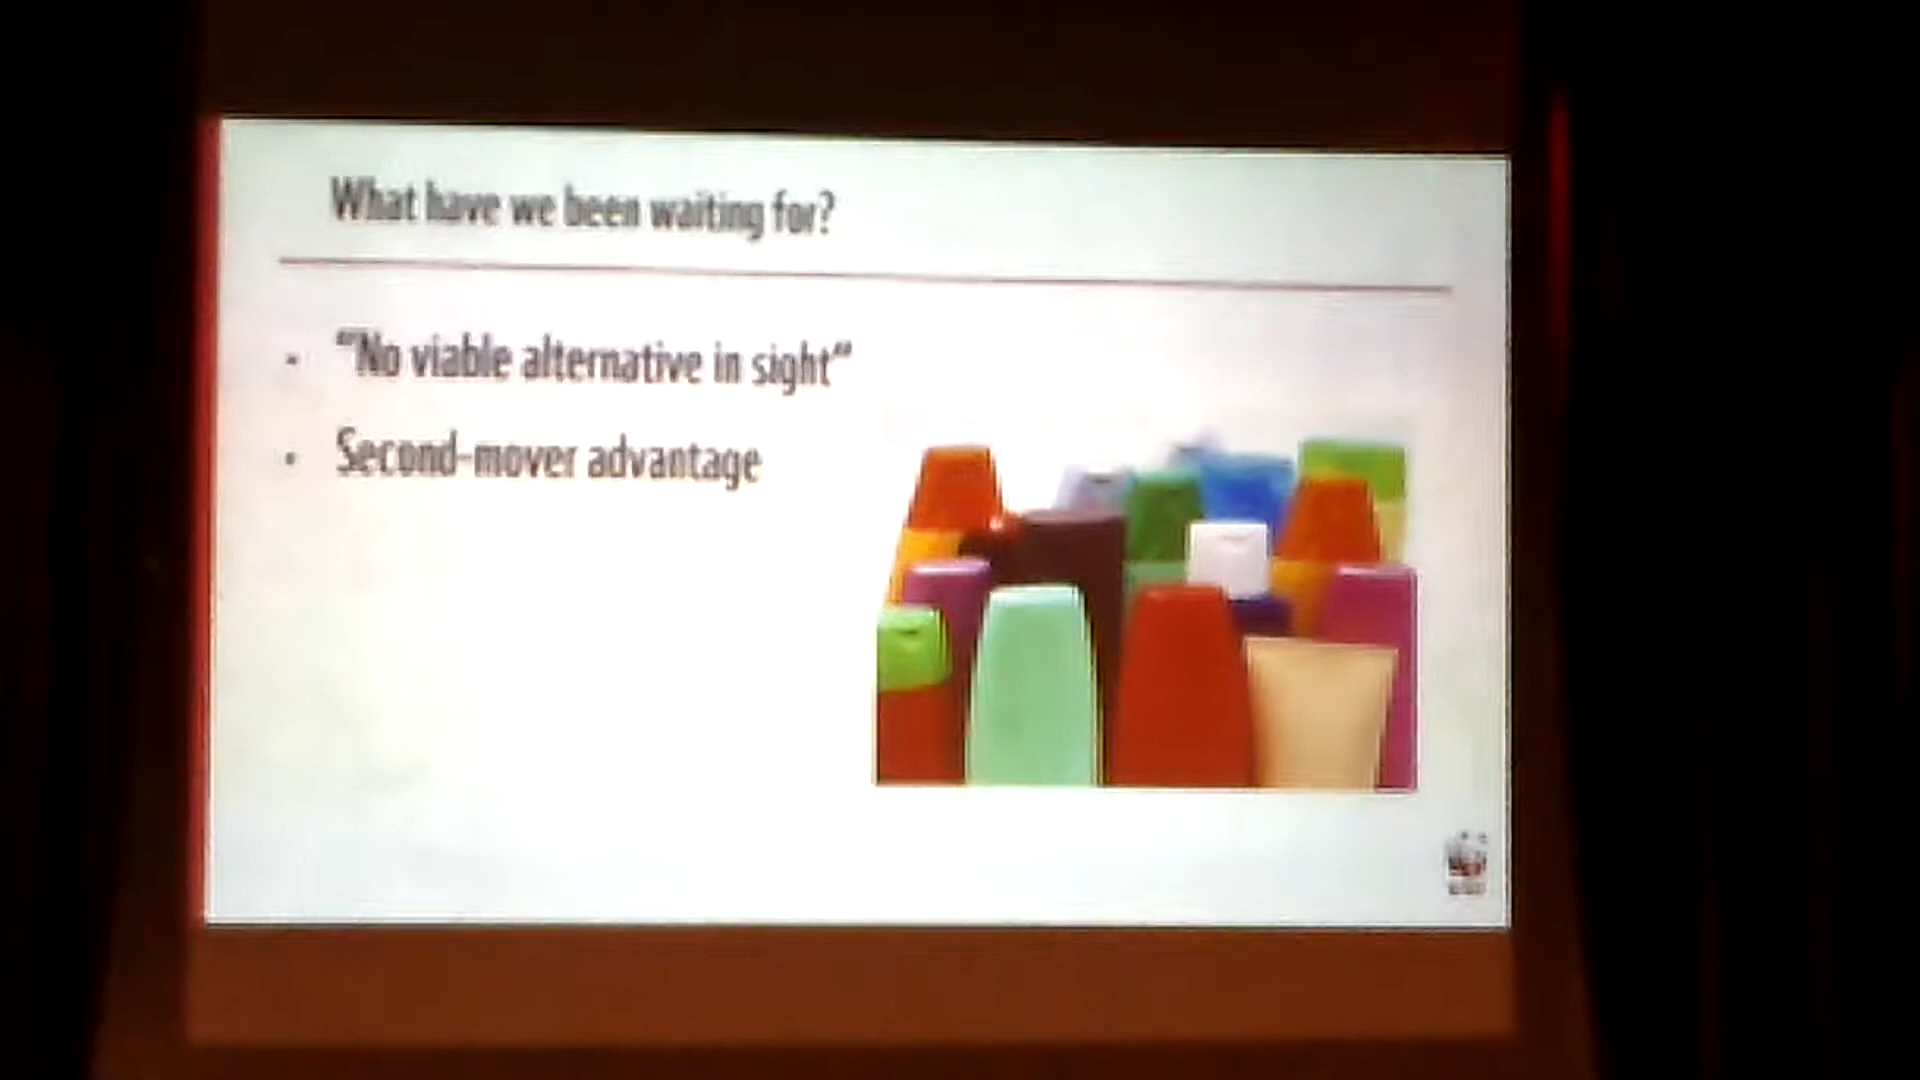 What have we been waiting for?
"No viable alternative in sight"
Second-mover advantage